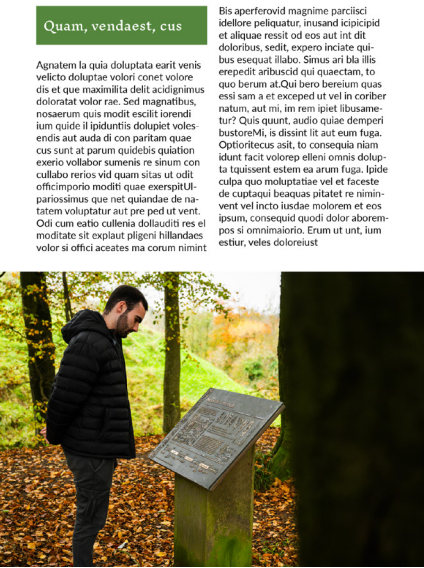 Quam, vendaest, cus
Agnatem la quia doluptata earit venis
velicto doluptae volori conet volore
dis et que maximilita delit acidignimus
doloratat volor rae. Sed magnatibus,
nosaerum quis modit escilit iorendi
ium quide il ipiduntis dolupiet voles-
endis aut auda di con paritam quae
cus sunt at parum quidebis quiation
exerio vollabor sumenis re sinum con
cullabo rerios vid quam sitas ut odit
officimporio moditi quae exerspitUl-
pariossimus que net quiandae de na-
tatem voluptatur aut pre ped ut vent.
Odi cum eatio cullenia dollauditi res el
moditate sit explaut pligeni hillandaes
volor si offici aceates ma corum nimint
Bis aperferovid magnime parciisci
idellore peliquatur, inusand icipicipid
et aliquae ressit od eos aut int dit
doloribus, sedit, expero inciate qui-
bus esequat illabo. Simus ari bla illis
erepedit aribuscid qui quaectam, to
quo berum at.Qui bero bereium quas
essi sam a et exceped ut vel in coriber
natum, aut mi, im rem ipiet libusame-
tur? Quis quunt, audio quiae demperi
bustoreMi, is dissint lit aut eum fuga.
Optioritecus asit, to consequia niam
idunt facit volorep elleni omnis dolup-
ta tquissent estem ea arum fuga. Ipide
culpa quo moluptatiae vel et faceste
de cuptaqui beaquas pitatet re nimin-
vent vel incto iusdae molorem et eos
ipsum, consequid quodi dolor aborem-
pos si omnimaiorio. Erum ut unt, ium
estiur, veles doloreiust